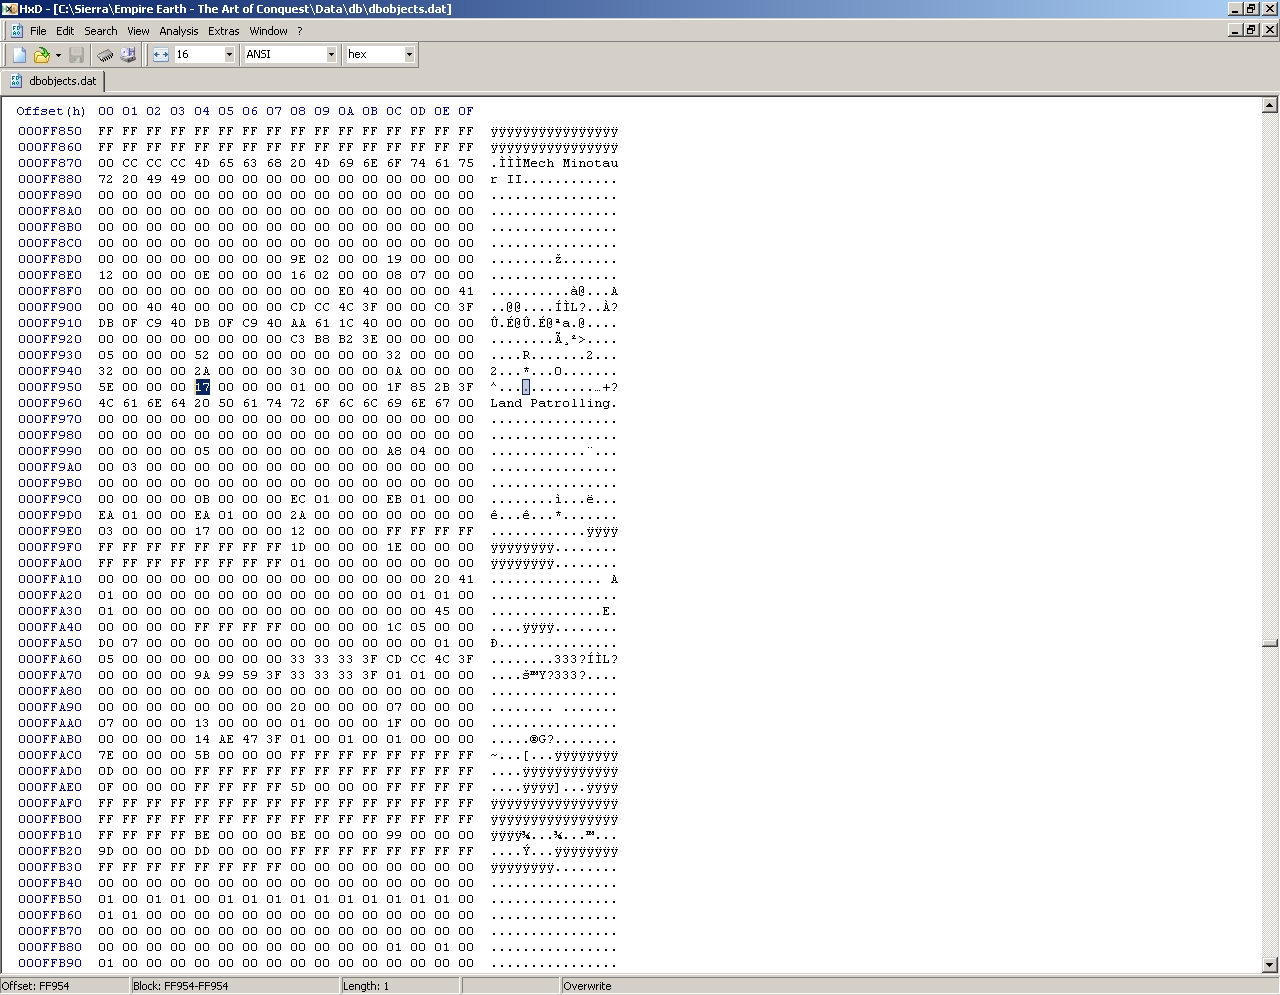 HxD - [C:\Sierra\Empire Earth - The Art of Conquest\Data\db\dbobjects.dat]
File Edit Search View Analysis Extras Window ?
16 ANSI hex
dbobjects.dat
Offset(h) 00 01 02 03 04 05 06 07 08 09 0A 0B 0C 0D 0E 0F
000FF850 FF FF FF FF FF FF FF FF FF FF FF FF FF FF FF FF ÿÿÿÿÿÿÿÿÿÿÿÿÿÿÿÿ
000FF860 FF FF FF FF FF FF FF FF FF FF FF FF FF FF FF FF ÿÿÿÿÿÿÿÿÿÿÿÿÿÿÿÿ
000FF870 00 CC CC CC 4D 65 63 68 20 4D 69 6E 6F 74 61 75 .ÌÌÌMech Minotau
000FF880 72 20 49 49 00 00 00 00 00 00 00 00 00 00 00 00 r II............
000FF890 00 00 00 00 00 00 00 00 00 00 00 00 00 00 00 00 ................
000FF8A0 00 00 00 00 00 00 00 00 00 00 00 00 00 00 00 00 ................
000FF8B0 00 00 00 00 00 00 00 00 00 00 00 00 00 00 00 00 ................
000FF8C0 00 00 00 00 00 00 00 00 00 00 00 00 00 00 00 00 ................
000FF8D0 00 00 00 00 00 00 00 00 9E 02 00 00 19 00 00 00 ........ž.......
000FF8E0 12 00 00 00 0E 00 00 00 16 02 00 00 08 07 00 00 ................
000FF8F0 00 00 00 00 00 00 00 00 00 00 E0 40 00 00 00 41 ..........à@...A
000FF900 00 00 40 40 00 00 00 00 CD CC 4C 3F 00 00 C0 3F ..@@....ÍÌL?..À?
000FF910 DB 0F C9 40 DB 0F C9 40 AA 61 1C 40 00 00 00 00 Û.É@Û.É@ªa.@....
000FF920 00 00 00 00 00 00 00 00 C3 B8 B2 3E 00 00 00 00 ........Ã¸²>....
000FF930 05 00 00 00 52 00 00 00 00 00 00 00 32 00 00 00 ....R.......2...
000FF940 32 00 00 00 2A 00 00 00 30 00 00 00 0A 00 00 00 2...*...0.......
000FF950 5E 00 00 00 17 00 00 00 01 00 00 00 1F 85 2B 3F ^............…+?
000FF960 4C 61 6E 64 20 50 61 74 72 6F 6C 6C 69 6E 67 00 Land Patrolling.
000FF970 00 00 00 00 00 00 00 00 00 00 00 00 00 00 00 00 ................
000FF980 00 00 00 00 00 00 00 00 00 00 00 00 00 00 00 00 ................
000FF990 00 00 00 00 05 00 00 00 00 00 00 00 A8 04 00 00 ............¨...
000FF9A0 00 03 00 00 00 00 00 00 00 00 00 00 00 00 00 00 ................
000FF9B0 00 00 00 00 00 00 00 00 00 00 00 00 00 00 00 00 ................
000FF9C0 00 00 00 00 0B 00 00 00 EC 01 00 00 EB 01 00 00 ........ì...ë...
000FF9D0 EA 01 00 00 EA 01 00 00 2A 00 00 00 00 00 00 00 ê...ê...*.......
000FF9E0 03 00 00 00 17 00 00 00 12 00 00 00 FF FF FF FF ............ÿÿÿÿ
000FF9F0 FF FF FF FF FF FF FF FF 1D 00 00 00 1E 00 00 00 ÿÿÿÿÿÿÿÿ........
000FFA00 FF FF FF FF FF FF FF FF 01 00 00 00 00 00 00 00 ÿÿÿÿÿÿÿÿ........
000FFA10 00 00 00 00 00 00 00 00 00 00 00 00 00 00 20 41 .............. A
000FFA20 01 00 00 00 00 00 00 00 00 00 00 00 00 01 01 00 ................
000FFA30 01 00 00 00 00 00 00 00 00 00 00 00 00 00 45 00 ..............E.
000FFA40 00 00 00 00 FF FF FF FF 00 00 00 00 1C 05 00 00 ....ÿÿÿÿ........
000FFA50 D0 07 00 00 00 00 00 00 00 00 00 00 00 00 01 00 Ð...............
000FFA60 05 00 00 00 00 00 00 00 33 33 33 3F CD CC 4C 3F ........333?ÍÌL?
000FFA70 00 00 00 00 9A 99 59 3F 33 33 33 3F 01 01 00 00 ....š™Y?333?....
000FFA80 00 00 00 00 00 00 00 00 00 00 00 00 00 00 00 00 ................
000FFA90 00 00 00 00 00 00 00 00 20 00 00 00 07 00 00 00 ........ .......
000FFAA0 07 00 00 00 13 00 00 00 01 00 00 00 1F 00 00 00 ................
000FFAB0 00 00 00 00 14 AE 47 3F 01 00 01 00 01 00 00 00 .....®G?........
000FFAC0 7E 00 00 00 5B 00 00 00 FF FF FF FF FF FF FF FF ~...[...ÿÿÿÿÿÿÿÿ
000FFAD0 0D 00 00 00 FF FF FF FF FF FF FF FF FF FF FF FF ....ÿÿÿÿÿÿÿÿÿÿÿÿ
000FFAE0 0F 00 00 00 FF FF FF FF 5D 00 00 00 FF FF FF FF ....ÿÿÿÿ]...ÿÿÿÿ
000FFAF0 FF FF FF FF FF FF FF FF FF FF FF FF FF FF FF FF ÿÿÿÿÿÿÿÿÿÿÿÿÿÿÿÿ
000FFB00 FF FF FF FF FF FF FF FF FF FF FF FF FF FF FF FF ÿÿÿÿÿÿÿÿÿÿÿÿÿÿÿÿ
000FFB10 FF FF FF FF BE 00 00 00 BE 00 00 00 99 00 00 00 ÿÿÿÿ¾...¾...™...
000FFB20 9D 00 00 00 DD 00 00 00 FF FF FF FF FF FF FF FF ....Ý...ÿÿÿÿÿÿÿÿ
000FFB30 FF FF FF FF FF FF FF FF 00 00 00 00 00 00 00 00 ÿÿÿÿÿÿÿÿ........
000FFB40 00 00 00 00 00 00 00 00 00 00 00 00 00 00 00 00 ................
000FFB50 01 00 01 01 00 01 01 01 01 01 01 01 01 01 01 00 ................
000FFB60 01 01 00 00 00 00 00 00 00 00 00 00 00 00 00 00 ................
000FFB70 00 00 00 00 00 00 00 00 00 00 00 00 00 00 00 00 ................
000FFB80 00 00 00 00 00 00 00 00 00 00 00 00 01 00 01 00 ................
000FFB90 01 00 00 00 00 00 00 00 00 00 00 00 00 00 00 00 ................
Offset: FF954 Block: FF954-FF954 Length: 1 Overwrite